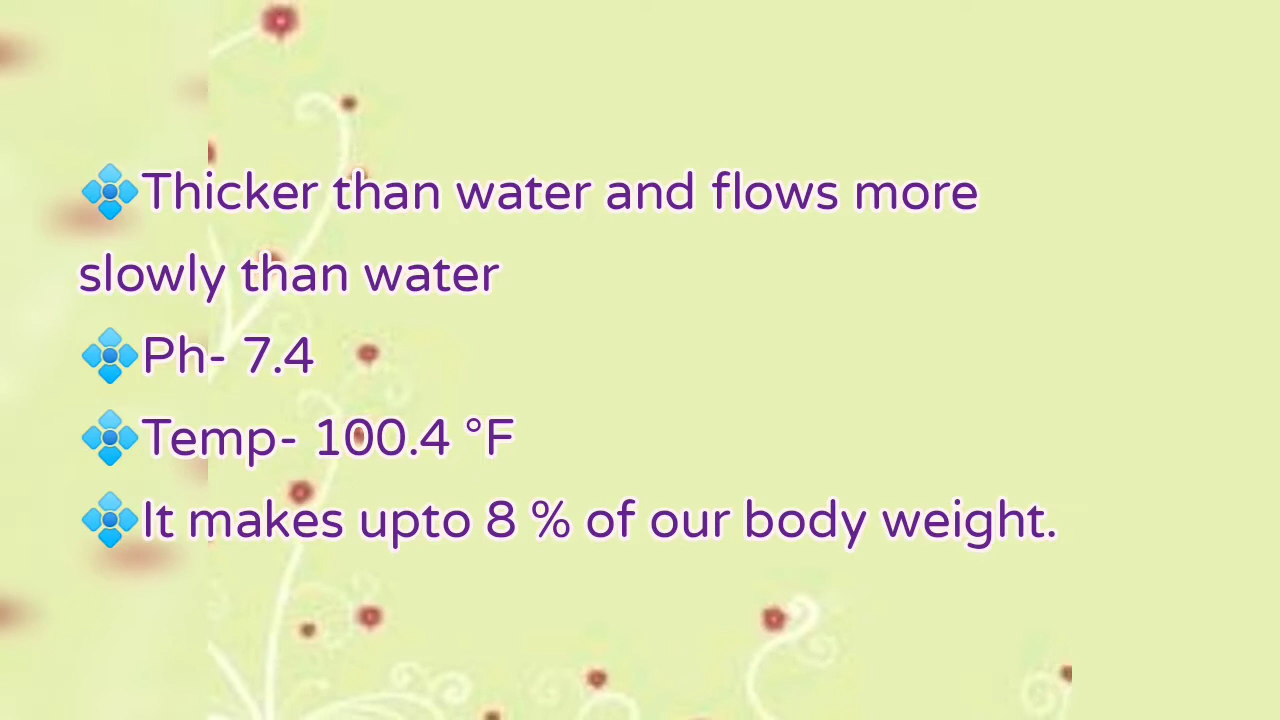 💠Thicker than water and flows more
slowly than water
💠Ph- 7.4
💠Temp- 100.4 °F
💠It makes upto 8 % of our body weight.